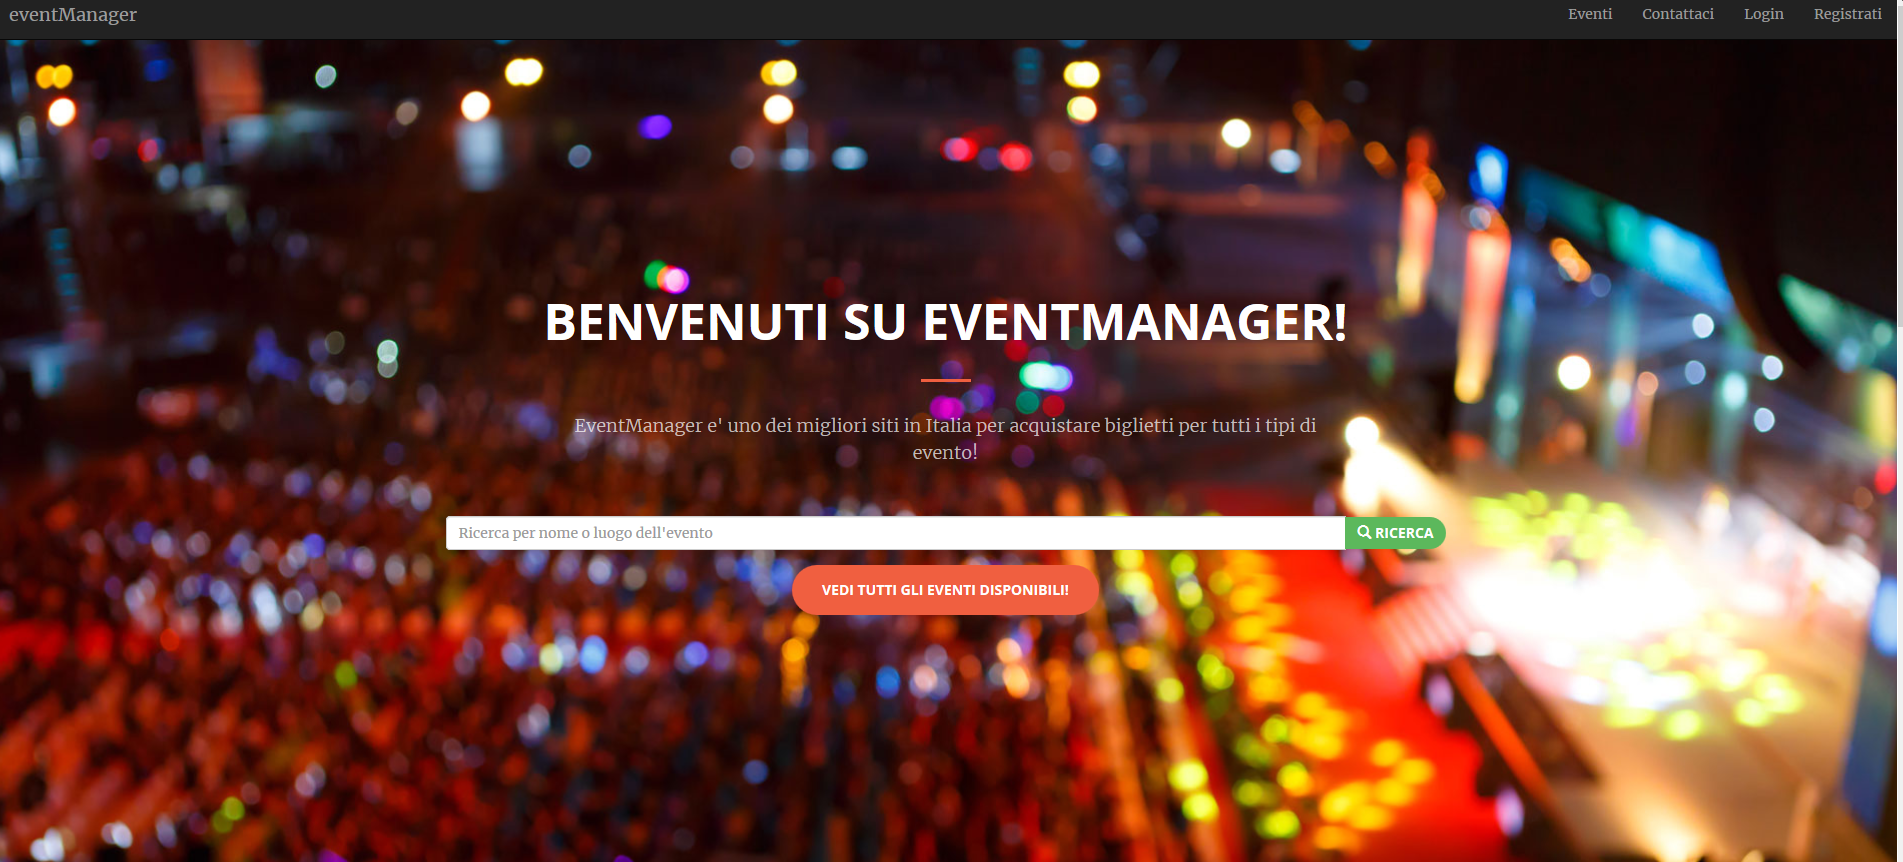 eventManager
Eventi
Contattaci
Login
Registrati
BENVENUTI SU EVENTMANAGER!
EventManager e' uno dei migliori siti in Italia per acquistare biglietti per tutti i tipi di
evento!
Ricerca per nome o luogo dell'evento
RICERCA
VEDI TUTTI GLI EVENTI DISPONIBILI!